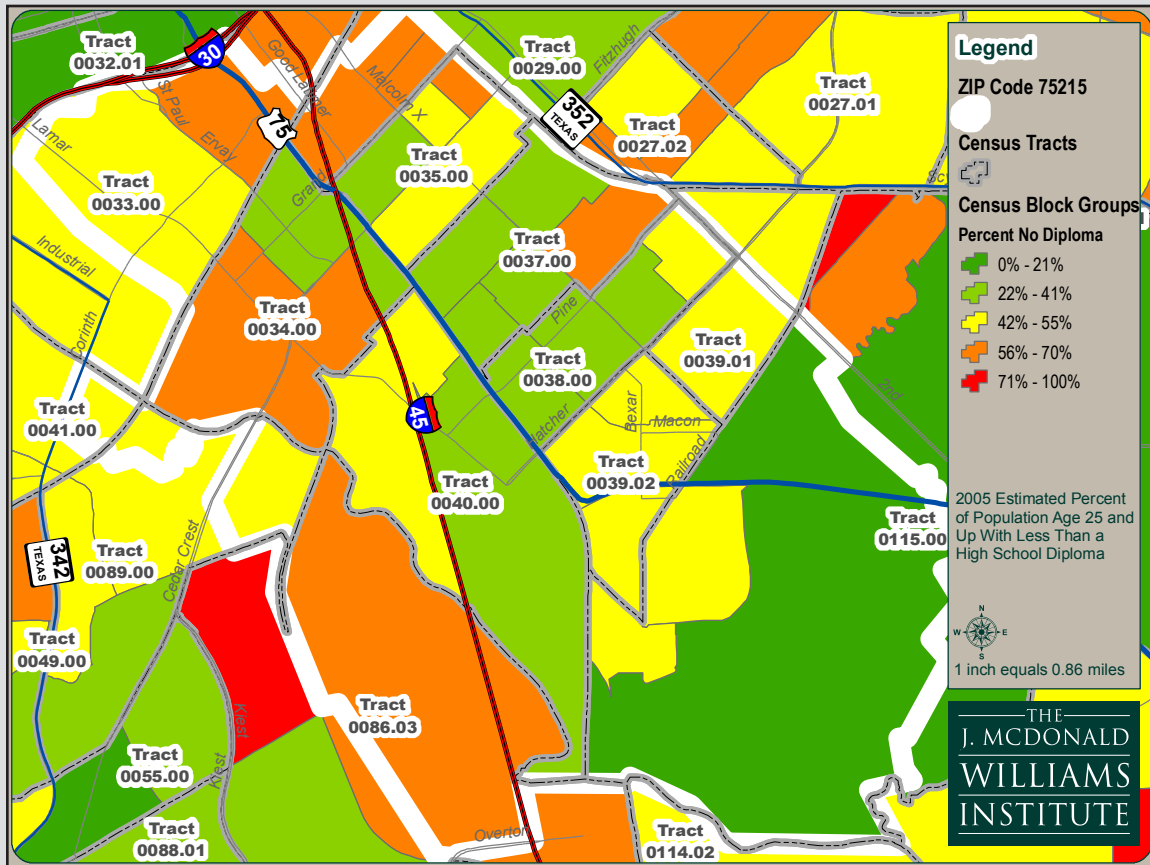 Tract
0032.01
30
Good Latimer
Malcolm X
Tract
0029.00
Fitzhugh
352
TEXAS
Tract
0027.01
Tract
0027.02
St Paul
Ervay
75
Lamar
Grand
Tract
0035.00
Tract
0033.00
Industrial
Corinth
Tract
0037.00
Pine
Tract
0034.00
Tract
0039.01
Tract
0038.00
2nd
Tract
0041.00
45
Hatcher
Bexar
Macon
Railroad
Tract
0039.02
Tract
0040.00
Tract
0115.00
342
TEXAS
Tract
0089.00
Cedar Crest
Tract
0049.00
Kiest
Tract
0086.03
Tract
0055.00
Kiest
Overton
Tract
0088.01
Tract
0114.02
Legend
ZIP Code 75215
Census Tracts
Census Block Groups
Percent No Diploma
0% - 21%
22% - 41%
42% - 55%
56% - 70%
71% - 100%
2005 Estimated Percent
of Population Age 25 and
Up With Less Than a
High School Diploma
N
W E
S
1 inch equals 0.86 miles
THE
J. MCDONALD
WILLIAMS
INSTITUTE